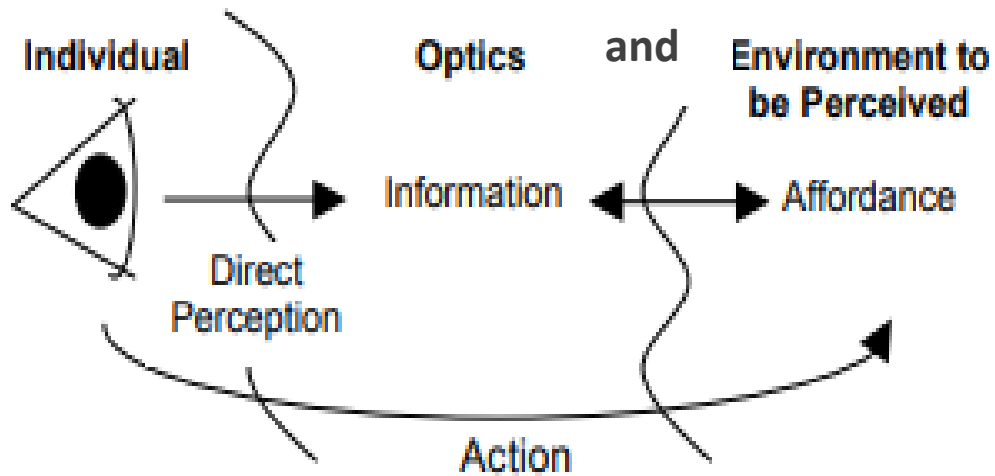 Individual
Optics
and
Environment to
be Perceived
Information
Affordance
Direct
Perception
Action